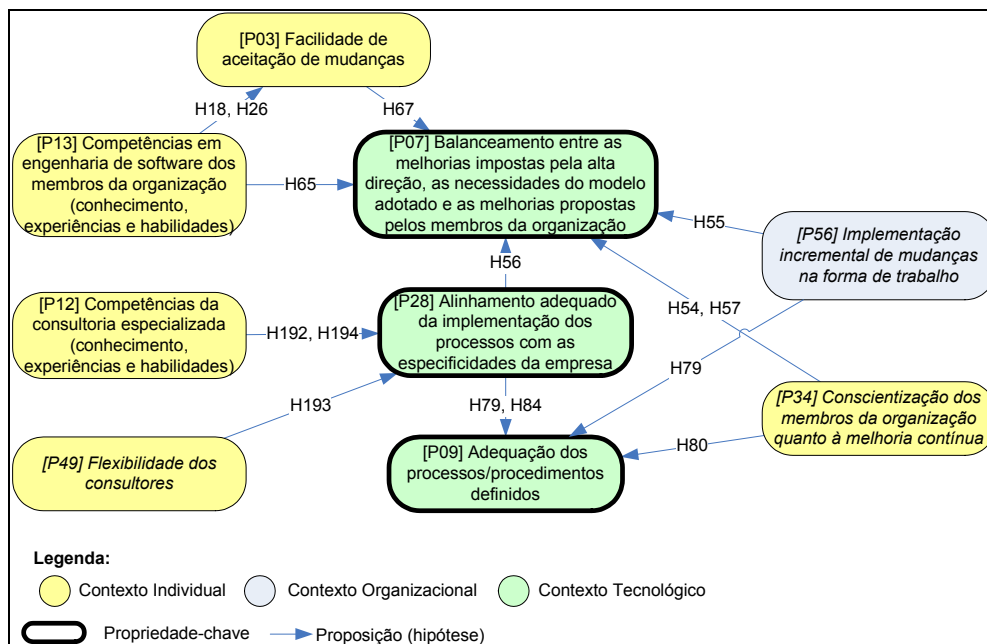 [P03] Facilidade de
aceitação de mudanças
H18, H26
H67
[P13] Competências em
engenharia de software dos
membros da organização
(conhecimento,
experiências e habilidades)
H65
[P07] Balanceamento entre as
melhorias impostas pela alta
direção, as necessidades do modelo
adotado e as melhorias propostas
pelos membros da organização
H55
[P56] Implementação
incremental de mudanças
na forma de trabalho
H56
H54, H57
[P12] Competências da
consultoria especializada
(conhecimento,
experiências e habilidades)
H192, H194
[P28] Alinhamento adequado
da implementação dos
processos com as
especificidades da empresa
H79
H193
H79, H84
[P34] Conscientização dos
membros da organização
quanto à melhoria contínua
H80
[P49] Flexibilidade dos
consultores
[P09] Adequação dos
processos/procedimentos
definidos
Legenda:
Contexto Individual
Contexto Organizacional
Contexto Tecnológico
Propriedade-chave
Proposição (hipótese)